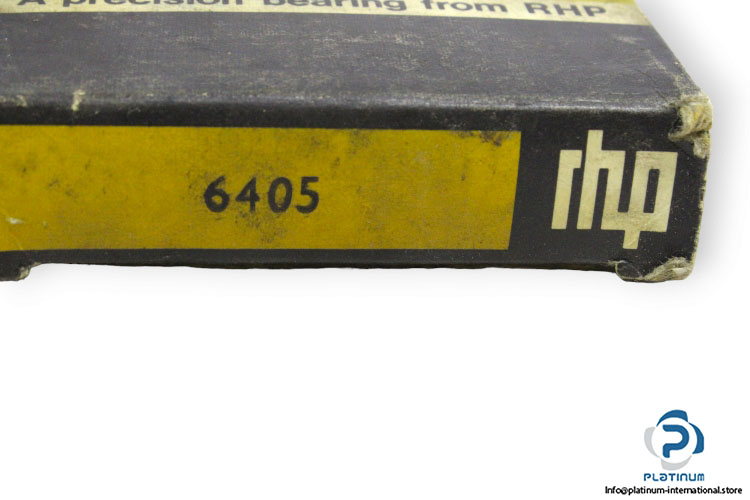 A precision bearing from RHP
6405
rhp
PLATINUM
Info@platinum-international.store